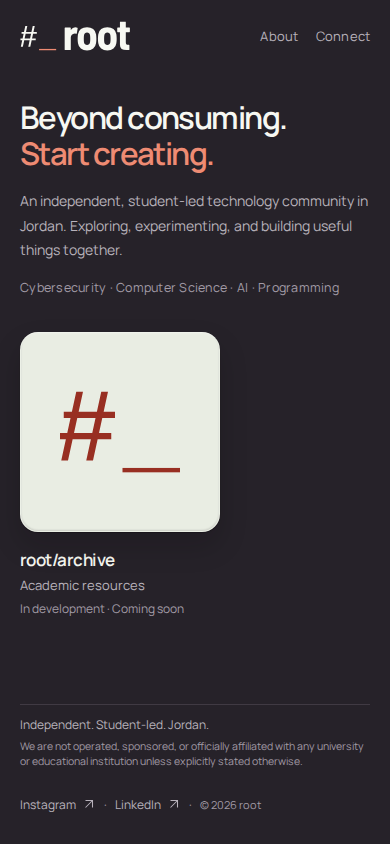 #_ root
About Connect
Beyond consuming.
Start creating.
An independent, student-led technology community in
Jordan. Exploring, experimenting, and building useful
things together.
Cybersecurity · Computer Science · AI · Programming
#_
root/archive
Academic resources
In development · Coming soon
Independent. Student-led. Jordan.
We are not operated, sponsored, or officially affiliated with any university
or educational institution unless explicitly stated otherwise.
Instagram ↗ · LinkedIn ↗ · © 2026 root